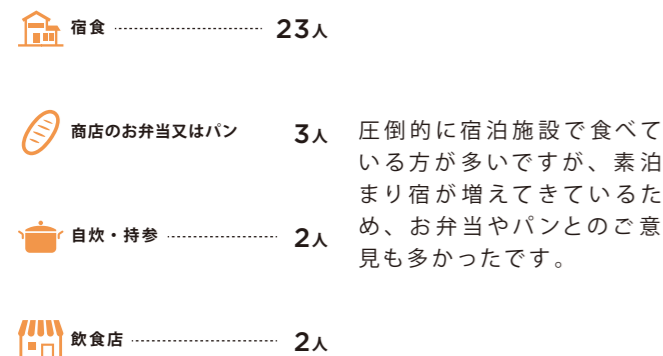 宿食 23人
商店のお弁当又はパン 3人
自炊・持参 2人
飲食店 2人
圧倒的に宿泊施設で食べて
いる方が多いですが、素泊
まり宿が増えてきているた
め、お弁当やパンとのご意
見も多かったです。